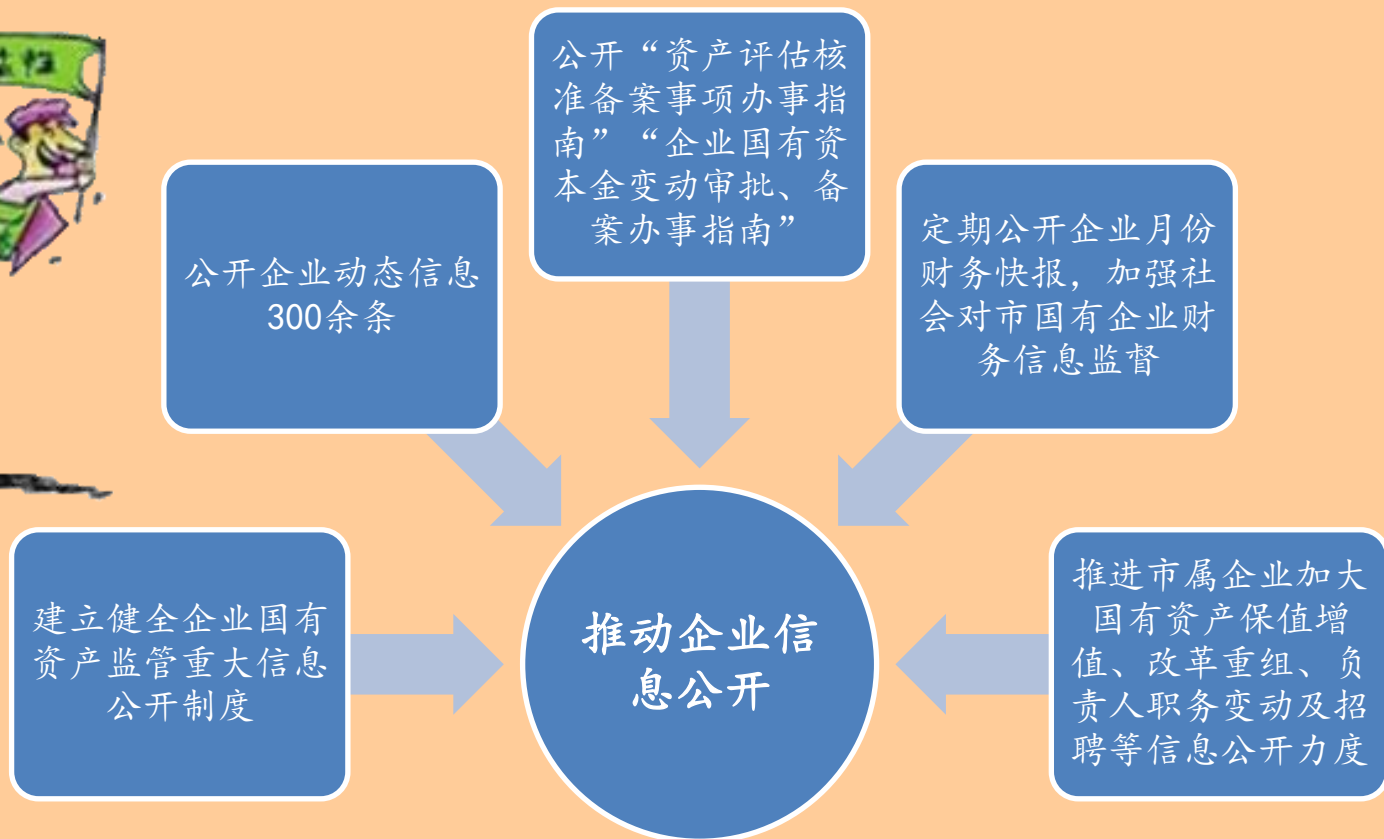 公开“资产评估核
准备案事项办事指
南”“企业国有资
本金变动审批、备
案办事指南”
公开企业动态信息
300余条
定期公开企业月份
财务快报，加强社
会对市国有企业财
务信息监督
建立健全企业国有
资产监管重大信息
公开制度
推动企业信
息公开
推进市属企业加大
国有资产保值增
值、改革重组、负
责人职务变动及招
聘等信息公开力度